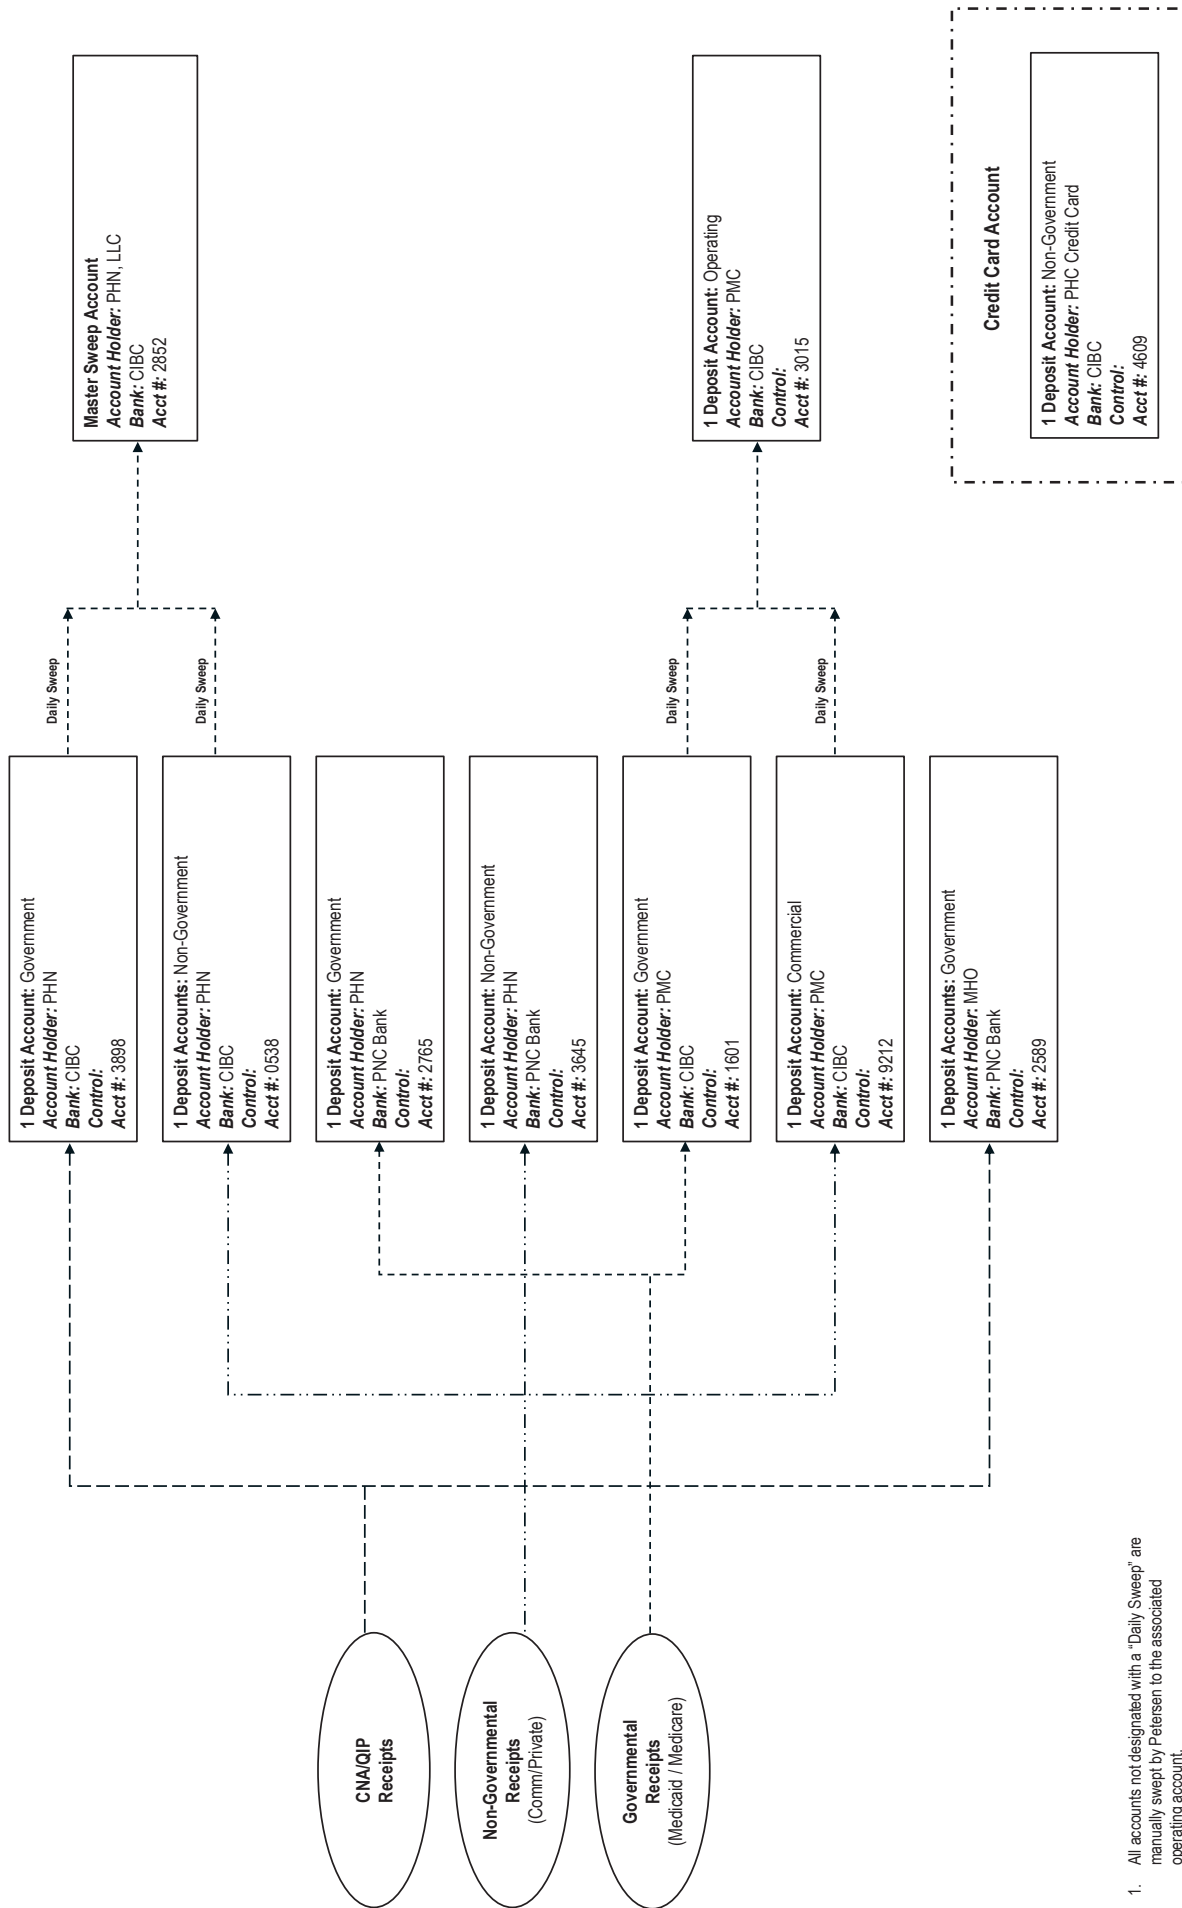 CNA/QIP
Receipts
Non-Governmental
Receipts
(Comm/Private)
Governmental
Receipts
(Medicaid / Medicare)
1 Deposit Account: Government
Account Holder: PHN
Bank: CIBC
Control:
Acct #: 3898
1 Deposit Accounts: Non-Government
Account Holder: PHN
Bank: CIBC
Control:
Acct #: 0538
1 Deposit Account: Government
Account Holder: PHN
Bank: PNC Bank
Control:
Acct #: 2765
1 Deposit Account: Non-Government
Account Holder: PHN
Bank: PNC Bank
Control:
Acct #: 3645
1 Deposit Account: Government
Account Holder: PMC
Bank: CIBC
Control:
Acct #: 1601
1 Deposit Account: Commercial
Account Holder: PMC
Bank: CIBC
Control:
Acct #: 9212
1 Deposit Accounts: Government
Account Holder: MHO
Bank: PNC Bank
Control:
Acct #: 2589
Daily Sweep
Daily Sweep
Daily Sweep
Daily Sweep
Master Sweep Account
Account Holder: PHN, LLC
Bank: CIBC
Acct #: 2852
1 Deposit Account: Operating
Account Holder: PMC
Bank: CIBC
Control:
Acct #: 3015
Credit Card Account
1 Deposit Account: Non-Government
Account Holder: PHC Credit Card
Bank: CIBC
Control:
Acct #: 4609
1. All accounts not designated with a “Daily Sweep” are
manually swept by Petersen to the associated
operating account.